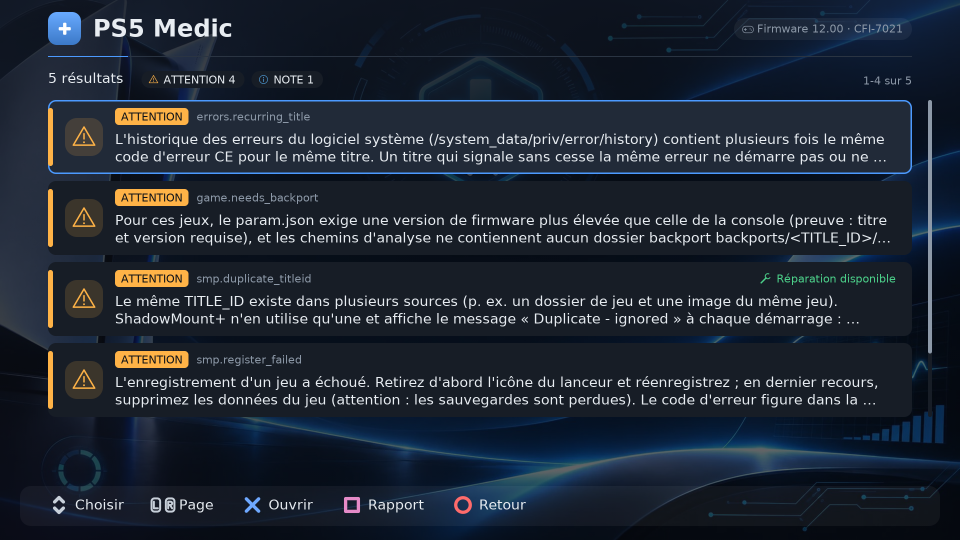 PS5 Medic
Firmware 12.00 · CFI-7021
5 résultats
ATTENTION 4
NOTE 1
1-4 sur 5
ATTENTION errors.recurring_title
L'historique des erreurs du logiciel système (/system_data/priv/error/history) contient plusieurs fois le même
code d'erreur CE pour le même titre. Un titre qui signale sans cesse la même erreur ne démarre pas ou ne ...
ATTENTION game.needs_backport
Pour ces jeux, le param.json exige une version de firmware plus élevée que celle de la console (preuve : titre
et version requise), et les chemins d'analyse ne contiennent aucun dossier backport backports/<TITLE_ID>/...
ATTENTION smp.duplicate_titleid
Réparation disponible
Le même TITLE_ID existe dans plusieurs sources (p. ex. un dossier de jeu et une image du même jeu).
ShadowMount+ n'en utilise qu'une et affiche le message « Duplicate - ignored » à chaque démarrage : ...
ATTENTION smp.register_failed
L'enregistrement d'un jeu a échoué. Retirez d'abord l'icône du lanceur et réenregistrez ; en dernier recours,
supprimez les données du jeu (attention : les sauvegardes sont perdues). Le code d'erreur figure dans la ...
Choisir
L R Page
Ouvrir
Rapport
Retour